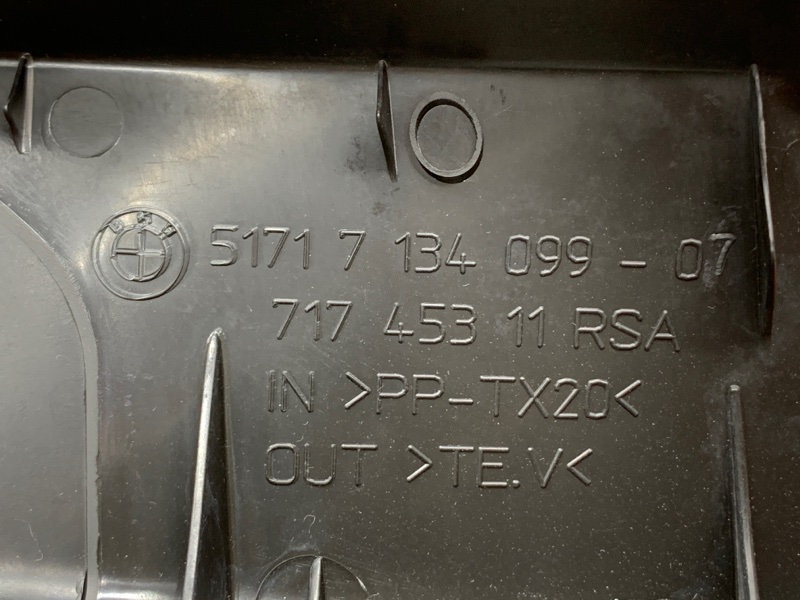 BMW
5171 7 134 099 - 07
717 453 11 RSA
IN >PP-TX20<
OUT >TE.V<